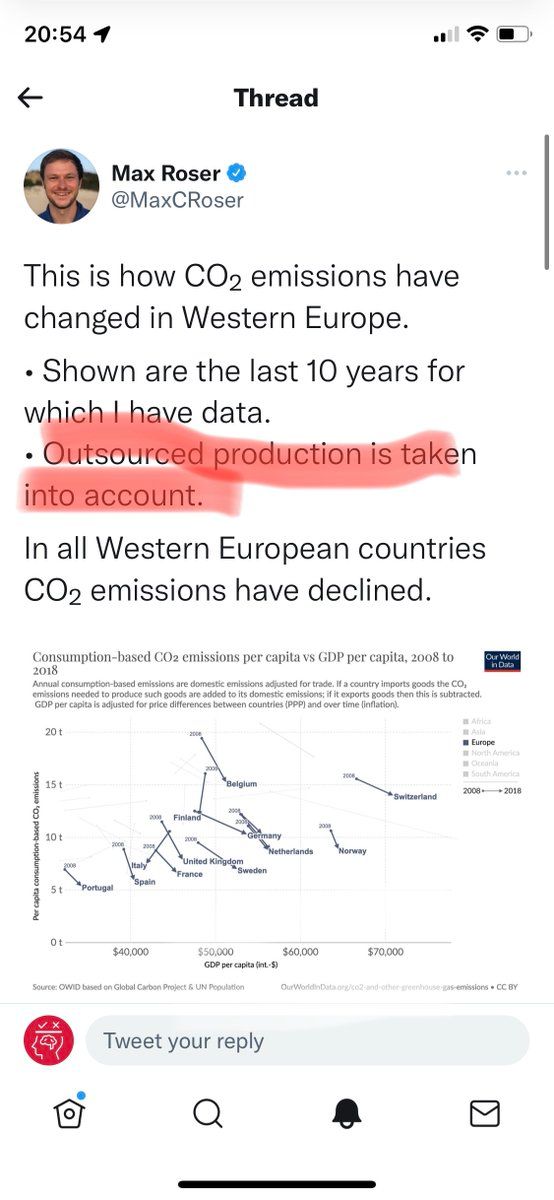 20:54
Thread
Max Roser
@MaxCRoser
This is how CO₂ emissions have
changed in Western Europe.
• Shown are the last 10 years for
which I have data.
• Outsourced production is taken
into account.
In all Western European countries
CO₂ emissions have declined.
Consumption-based CO₂ emissions per capita vs GDP per capita, 2008 to
2018
Our World
in Data
Annual consumption-based emissions are domestic emissions adjusted for trade. If a country imports goods the CO₂
emissions needed to produce such goods are added to its domestic emissions; if it exports goods then this is subtracted.
GDP per capita is adjusted for price differences between countries (PPP) and over time (inflation).
Africa
Asia
Europe
North America
Oceania
South America
2008 2018
Per capita consumption-based CO₂ emissions
20 t
15 t
10 t
5 t
0 t
2008
2008
Belgium
2008
Switzerland
2008
Finland
2008
Germany
2008
Netherlands
2008
Norway
2008
Italy
2008
United Kingdom
2008
France
Sweden
2008
Portugal
Spain
$40,000
$50,000
$60,000
$70,000
GDP per capita (int.-$)
Source: OWID based on Global Carbon Project & UN Population
OurWorldInData.org/co2-and-other-greenhouse-gas-emissions • CC BY
Tweet your reply